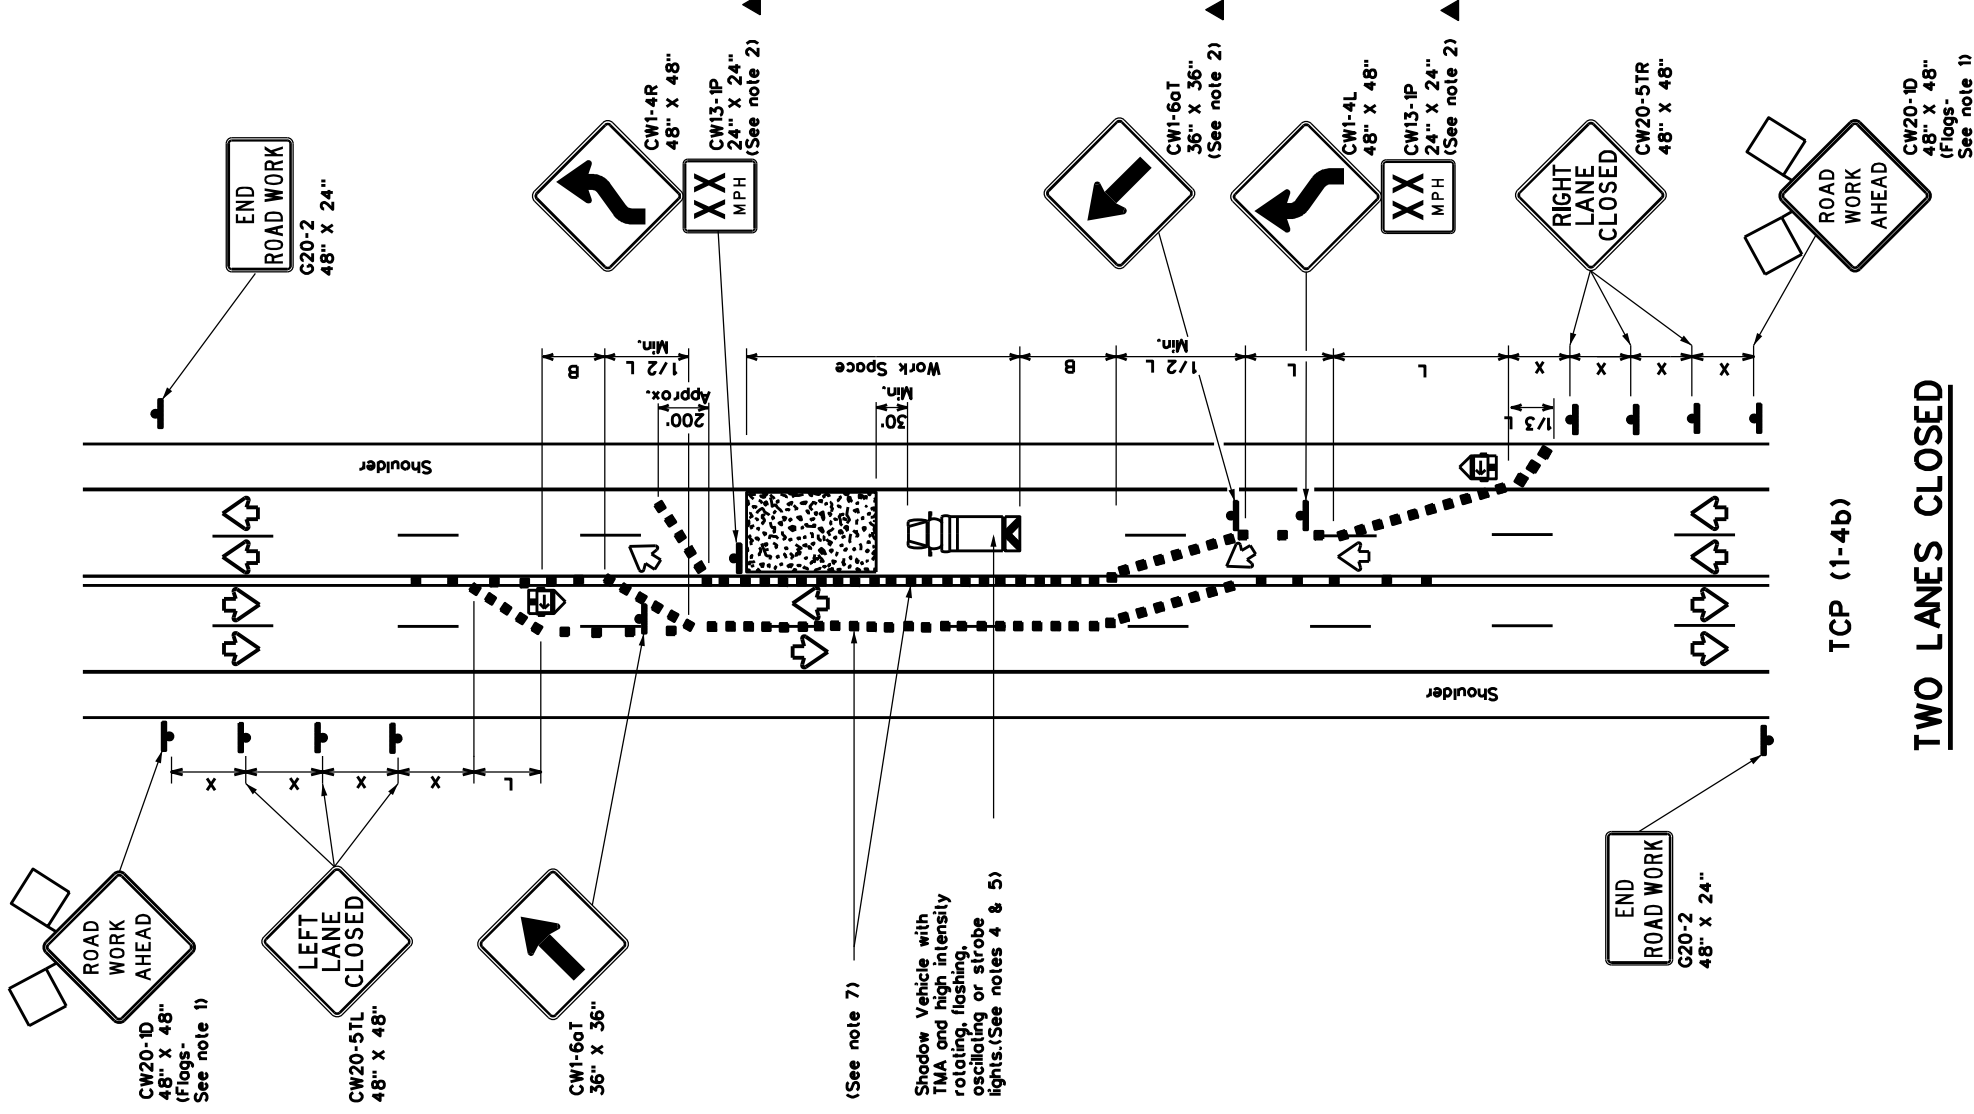 END
ROAD WORK
G20-2
48" X 24"
CW1-4R
48" X 48"
XX
MPH
CW13-1P
24" X 24"
(See note 2)
CW1-6aT
36" X 36"
(See note 2)
CW1-4L
48" X 48"
XX
MPH
CW13-1P
24" X 24"
(See note 2)
RIGHT
LANE
CLOSED
CW20-5TR
48" X 48"
ROAD
WORK
AHEAD
CW20-1D
48" X 48"
(Flags-
See note 1)
B
1/2 L
Min.
200'
Approx.
Work Space
30'
Min.
B
1/2 L
Min.
L
L
X
X
X
X
1/3 L
Shoulder
Shoulder
X
X
X
X
L
ROAD
WORK
AHEAD
CW20-1D
48" X 48"
(Flags-
See note 1)
LEFT
LANE
CLOSED
CW20-5TL
48" X 48"
CW1-6aT
36" X 36"
(See note 7)
Shadow Vehicle with
TMA and high intensity
rotating, flashing,
oscillating or strobe
lights.(See notes 4 & 5)
END
ROAD WORK
G20-2
48" X 24"
TCP (1-4b)
TWO LANES CLOSED